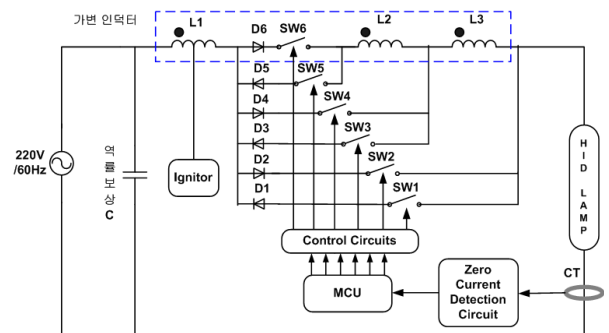 가변 인덕터
L1
D6
SW6
L2
L3
D5
SW5
D4
SW4
D3
SW3
D2
SW2
D1
SW1
220V
/60Hz
역률보상
C
Ignitor
HID LAMP
Control Circuits
MCU
Zero
Current
Detection
Circuit
CT